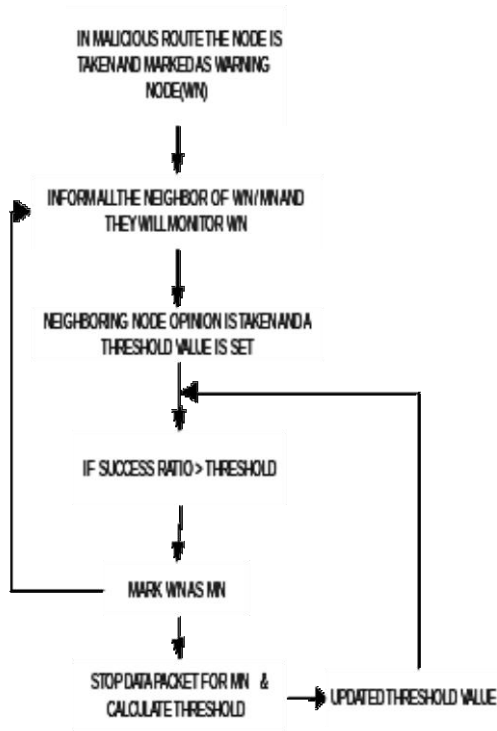 IN MALICIOUS ROUTE THE NODE IS
TAKEN AND MARKED AS WARNING
NODE(WN)
INFORM ALL THE NEIGHBOR OF WN/MN AND
THEY WILL MONITOR WN
NEIGHBORING NODE OPINION IS TAKEN AND A
THRESHOLD VALUE IS SET
IF SUCCESS RATIO > THRESHOLD
MARK WN AS MN
STOP DATA PACKET FOR MN &
CALCULATE THRESHOLD
UPDATED THRESHOLD VALUE